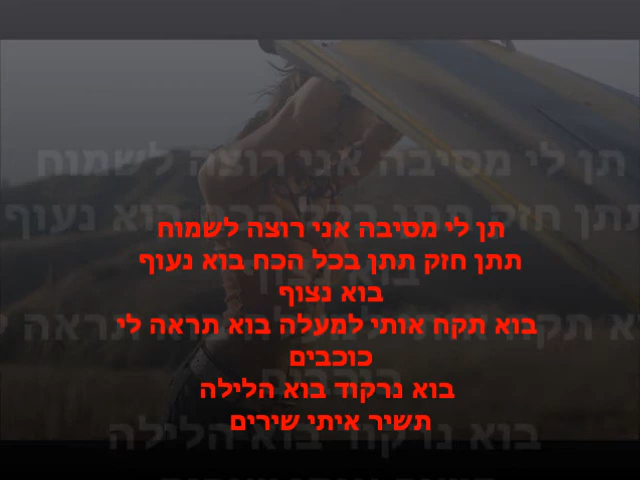 תן לי מסיבה אני רוצה לשמוח
תתן חזק תתן בכל הכח בוא נעוף
בוא נצוף
בוא תקח אותי למעלה בוא תראה לי
כוכבים
בוא נרקוד בוא הלילה
תשיר איתי שירים